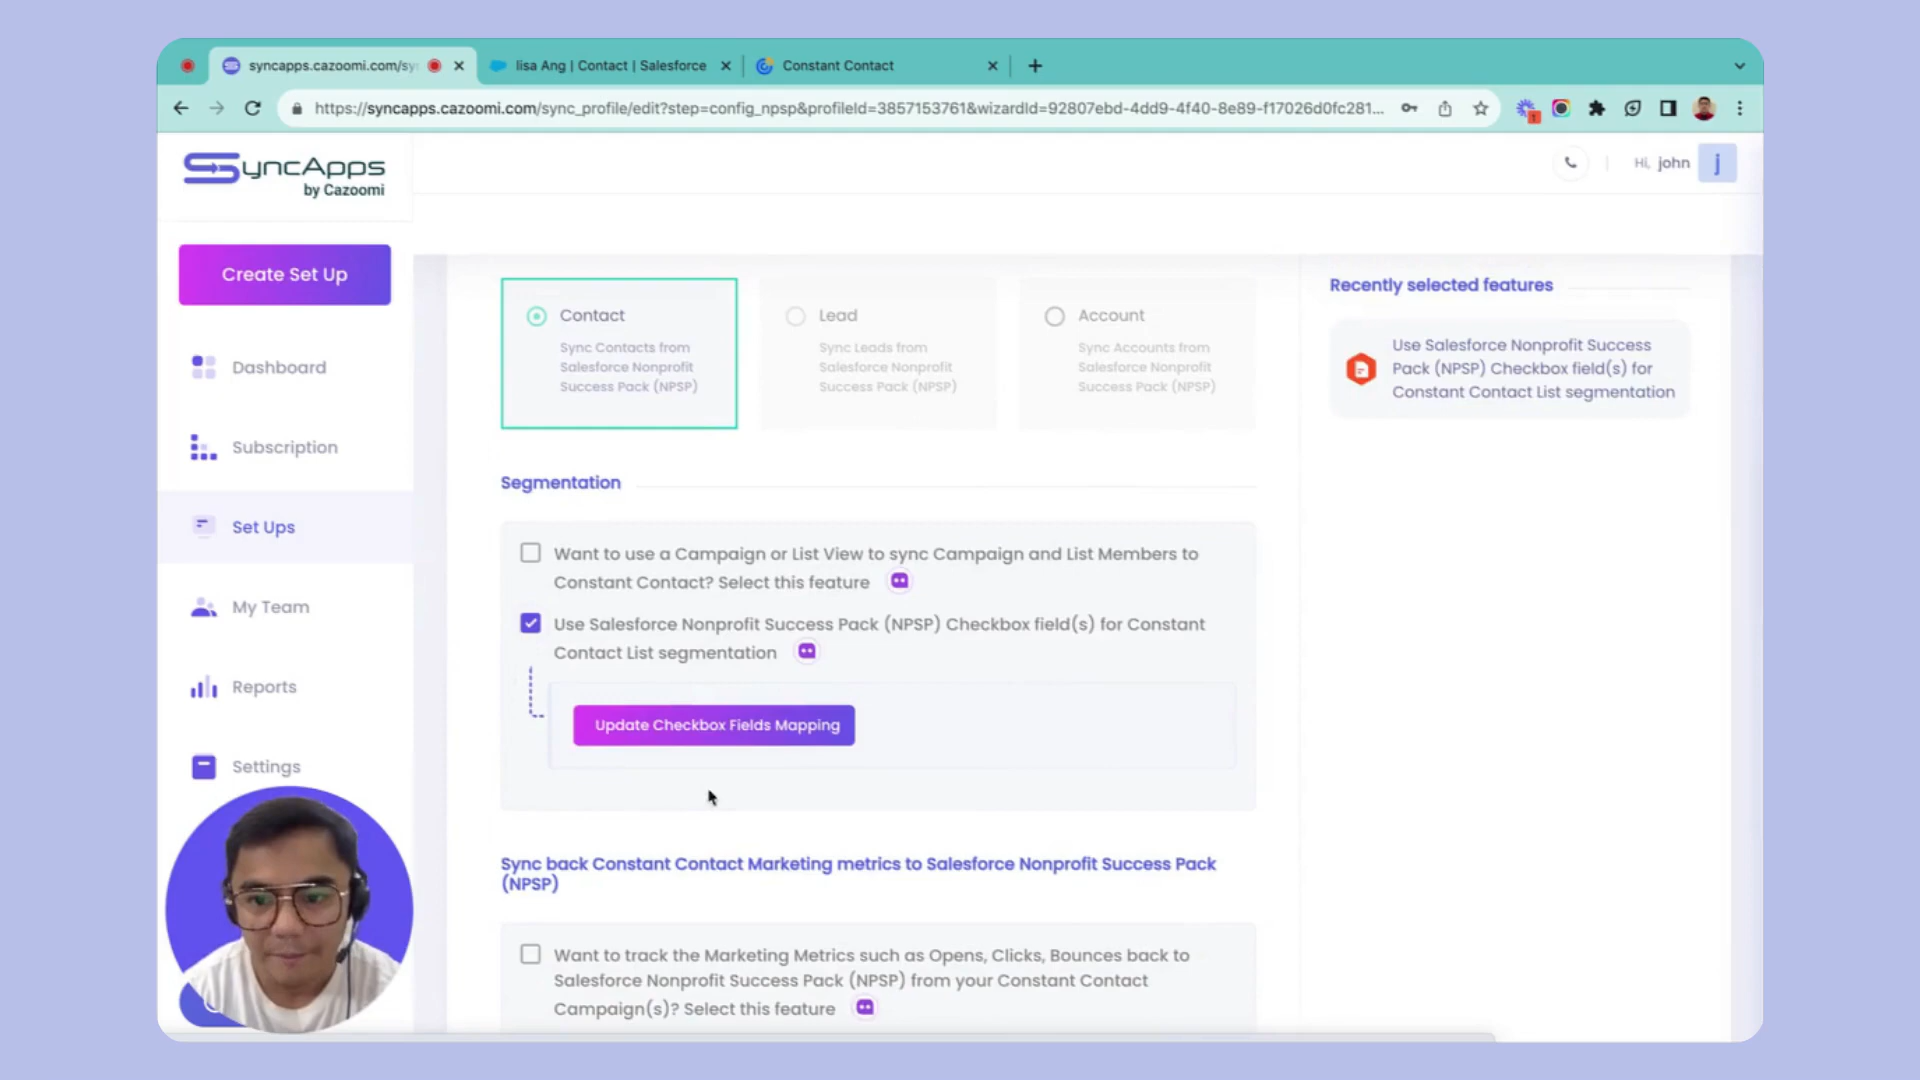 syncapps.cazoomi.com/sy
lisa Ang | Contact | Salesforce
Constant Contact
https://syncapps.cazoomi.com/sync_profile/edit?step=config_npsp&profileId=3857153761&wizardId=92807ebd-4dd9-4f40-8e89-f17026d0fc281...
SyncApps
by Cazoomi
Hi, john
j
Create Set Up
Dashboard
Subscription
Set Ups
My Team
Reports
Settings
Contact
Sync Contacts from
Salesforce Nonprofit
Success Pack (NPSP)
Lead
Sync Leads from
Salesforce Nonprofit
Success Pack (NPSP)
Account
Sync Accounts from
Salesforce Nonprofit
Success Pack (NPSP)
Segmentation
Want to use a Campaign or List View to sync Campaign and List Members to
Constant Contact? Select this feature
Use Salesforce Nonprofit Success Pack (NPSP) Checkbox field(s) for Constant
Contact List segmentation
Update Checkbox Fields Mapping
Sync back Constant Contact Marketing metrics to Salesforce Nonprofit Success Pack
(NPSP)
Want to track the Marketing Metrics such as Opens, Clicks, Bounces back to
Salesforce Nonprofit Success Pack (NPSP) from your Constant Contact
Campaign(s)? Select this feature
Recently selected features
Use Salesforce Nonprofit Success
Pack (NPSP) Checkbox field(s) for
Constant Contact List segmentation